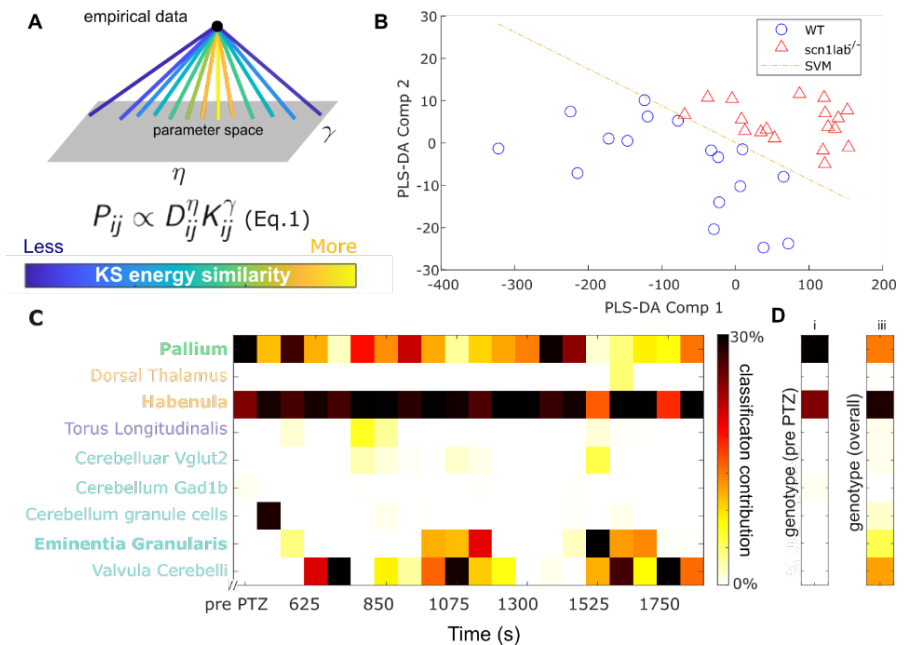 A
empirical data
parameter space
γ
η
P_ij ∝ D_ij^η K_ij^γ (Eq.1)
Less
More
KS energy similarity
B
PLS-DA Comp 2
30
20
10
0
-10
-20
-30
-400
-300
-200
-100
0
100
200
PLS-DA Comp 1
WT
scn1lab-/-
SVM
C
Pallium
Dorsal Thalamus
Habenula
Torus Longitudinalis
Cerebelluar Vglut2
Cerebellum Gad1b
Cerebellum granule cells
Eminentia Granularis
Valvula Cerebelli
pre PTZ
625
850
1075
1300
1525
1750
Time (s)
30%
0%
classificaton contribution
D
i
genotype (pre PTZ)
iii
genotype (overall)